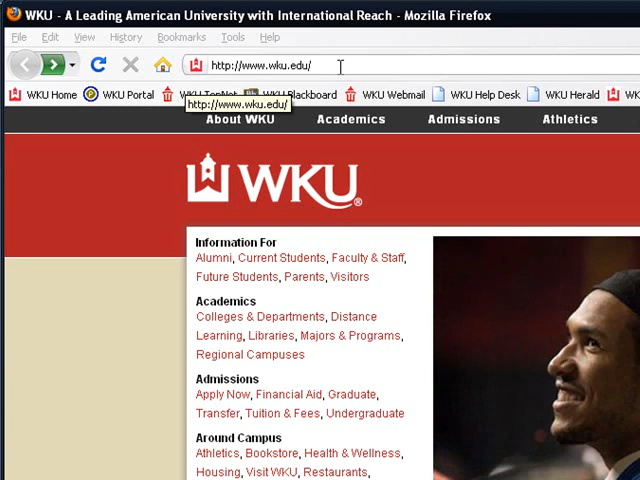 WKU - A Leading American University with International Reach - Mozilla Firefox
File Edit View History Bookmarks Tools Help
http://www.wku.edu/
WKU Home WKU Portal WKU TopNet Blackboard WKU Webmail WKU Help Desk WKU Herald WK
http://www.wku.edu/
About WKU Academics Admissions Athletics
WKU®
Information For
Alumni, Current Students, Faculty & Staff,
Future Students, Parents, Visitors
Academics
Colleges & Departments, Distance
Learning, Libraries, Majors & Programs,
Regional Campuses
Admissions
Apply Now, Financial Aid, Graduate,
Transfer, Tuition & Fees, Undergraduate
Around Campus
Athletics, Bookstore, Health & Wellness,
Housing, Visit WKU, Restaurants,